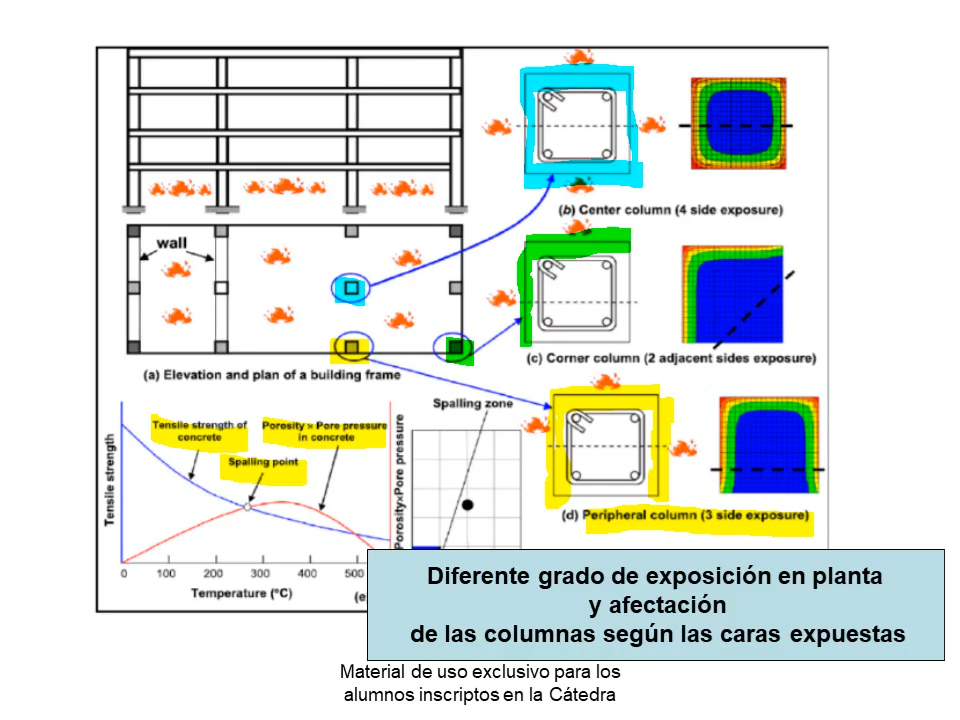 (b) Center column (4 side exposure)
wall
(c) Corner column (2 adjacent sides exposure)
(a) Elevation and plan of a building frame
Spalling zone
Tensile strength of
concrete
Porosity × Pore pressure
in concrete
Spalling point
Tensile strength
Porosity×Pore pressure
(d) Peripheral column (3 side exposure)
0 100 200 300 400 500
Temperature (°C)
(e
Diferente grado de exposición en planta
y afectación
de las columnas según las caras expuestas
Material de uso exclusivo para los
alumnos inscriptos en la Cátedra